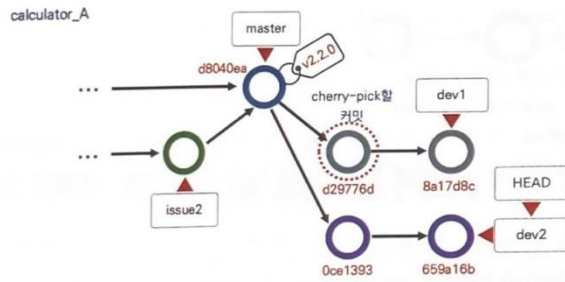 calculator_A
master
d8040ea
v2.2.0
...
cherry-pick할
커밋
dev1
...
d29776d
8a17d8c
HEAD
issue2
dev2
0ce1393
659a16b